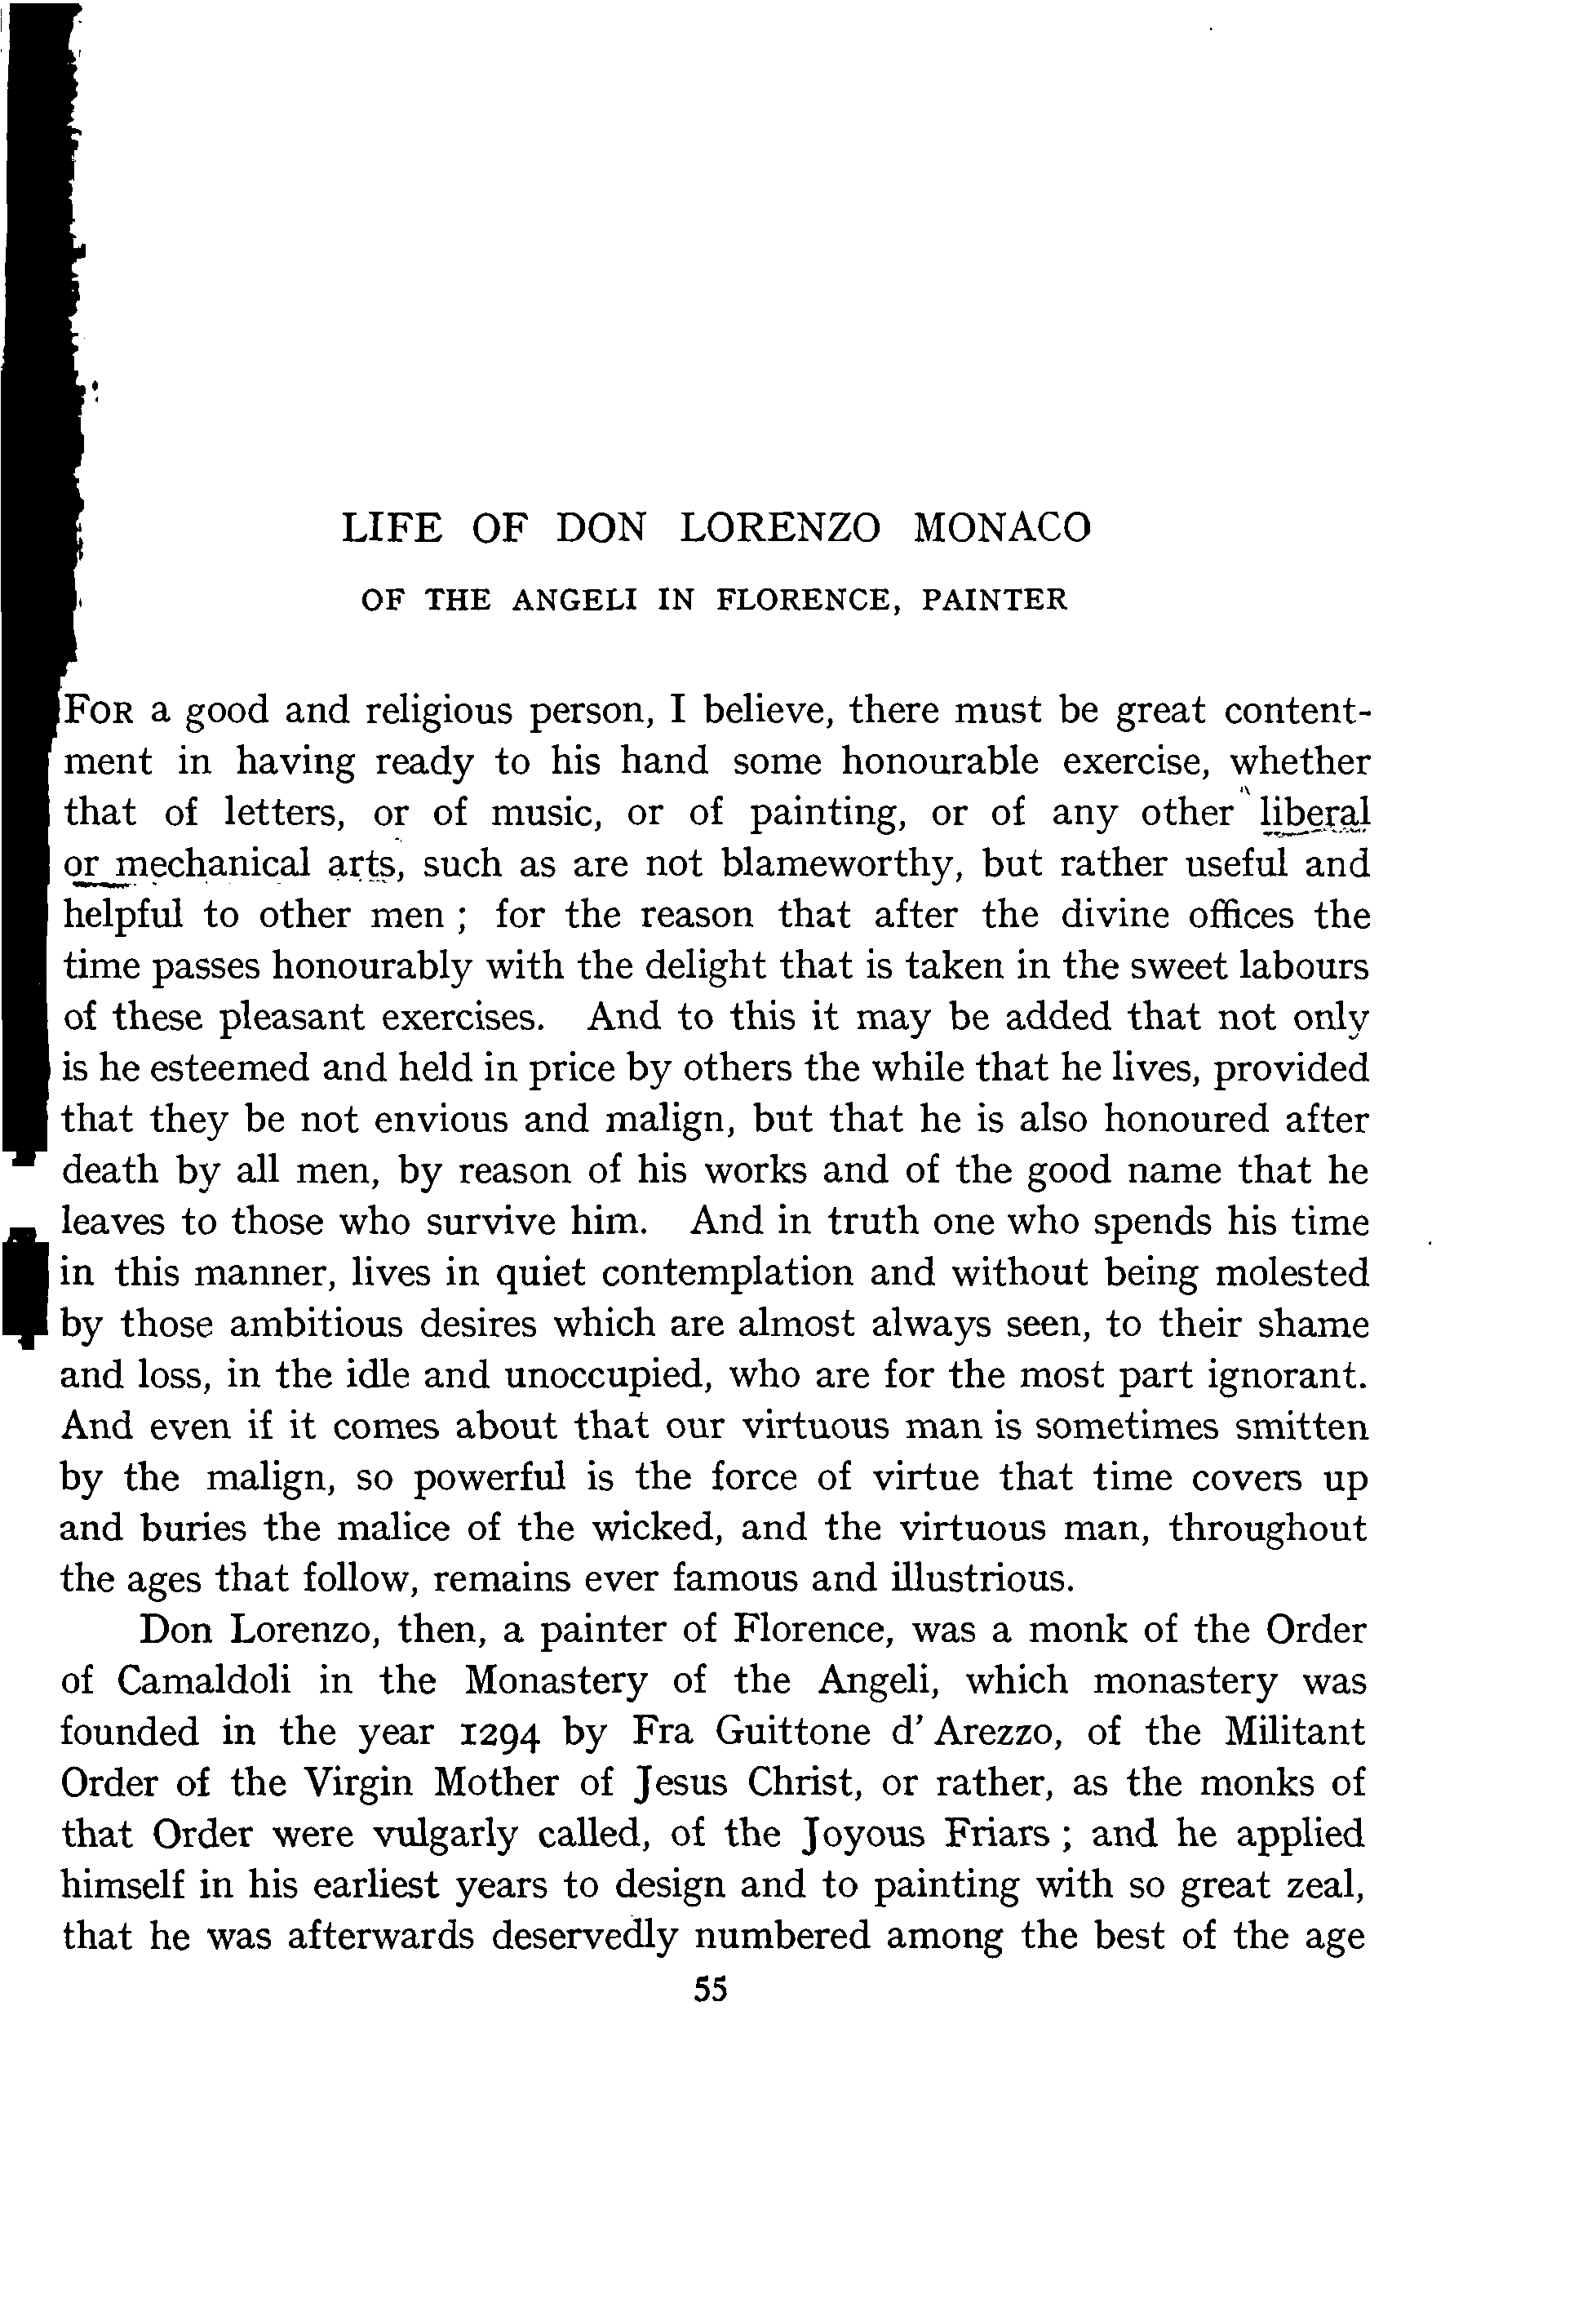 LIFE OF DON LORENZO MONACO
OF THE ANGELI IN FLORENCE, PAINTER
FOR a good and religious person, I believe, there must be great content-
ment in having ready to his hand some honourable exercise, whether
that of letters, or of music, or of painting, or of any other liberal
or mechanical arts, such as are not blameworthy, but rather useful and
helpful to other men ; for the reason that after the divine offices the
time passes honourably with the delight that is taken in the sweet labours
of these pleasant exercises. And to this it may be added that not only
is he esteemed and held in price by others the while that he lives, provided
that they be not envious and malign, but that he is also honoured after
death by all men, by reason of his works and of the good name that he
leaves to those who survive him. And in truth one who spends his time
in this manner, lives in quiet contemplation and without being molested
by those ambitious desires which are almost always seen, to their shame
and loss, in the idle and unoccupied, who are for the most part ignorant.
And even if it comes about that our virtuous man is sometimes smitten
by the malign, so powerful is the force of virtue that time covers up
and buries the malice of the wicked, and the virtuous man, throughout
the ages that follow, remains ever famous and illustrious.
Don Lorenzo, then, a painter of Florence, was a monk of the Order
of Camaldoli in the Monastery of the Angeli, which monastery was
founded in the year 1294 by Fra Guittone d' Arezzo, of the Militant
Order of the Virgin Mother of Jesus Christ, or rather, as the monks of
that Order were vulgarly called, of the Joyous Friars ; and he applied
himself in his earliest years to design and to painting with so great zeal,
that he was afterwards deservedly numbered among the best of the age
55